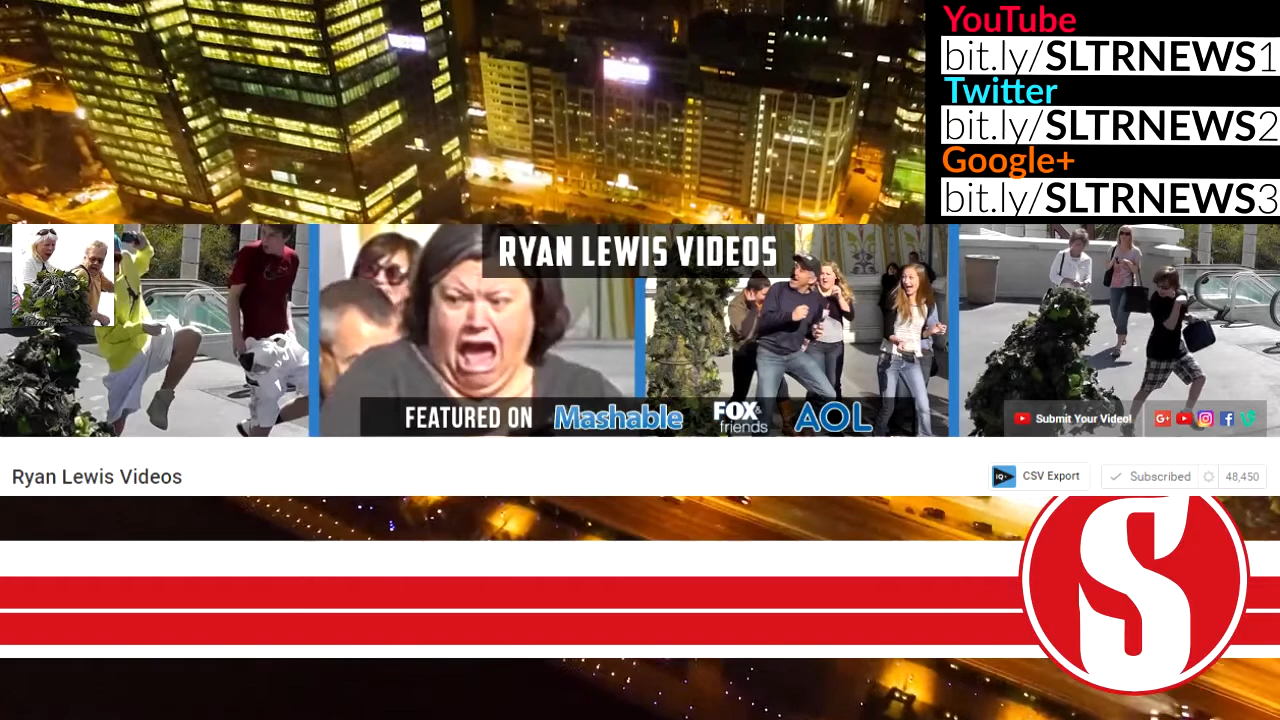 YouTube
bit.ly/SLTRNEWS1
Twitter
bit.ly/SLTRNEWS2
Google+
bit.ly/SLTRNEWS3
RYAN LEWIS VIDEOS
FEATURED ON Mashable FOX & friends AOL
Submit Your Video!
Ryan Lewis Videos
IQ+ CSV Export
Subscribed 48,450
S